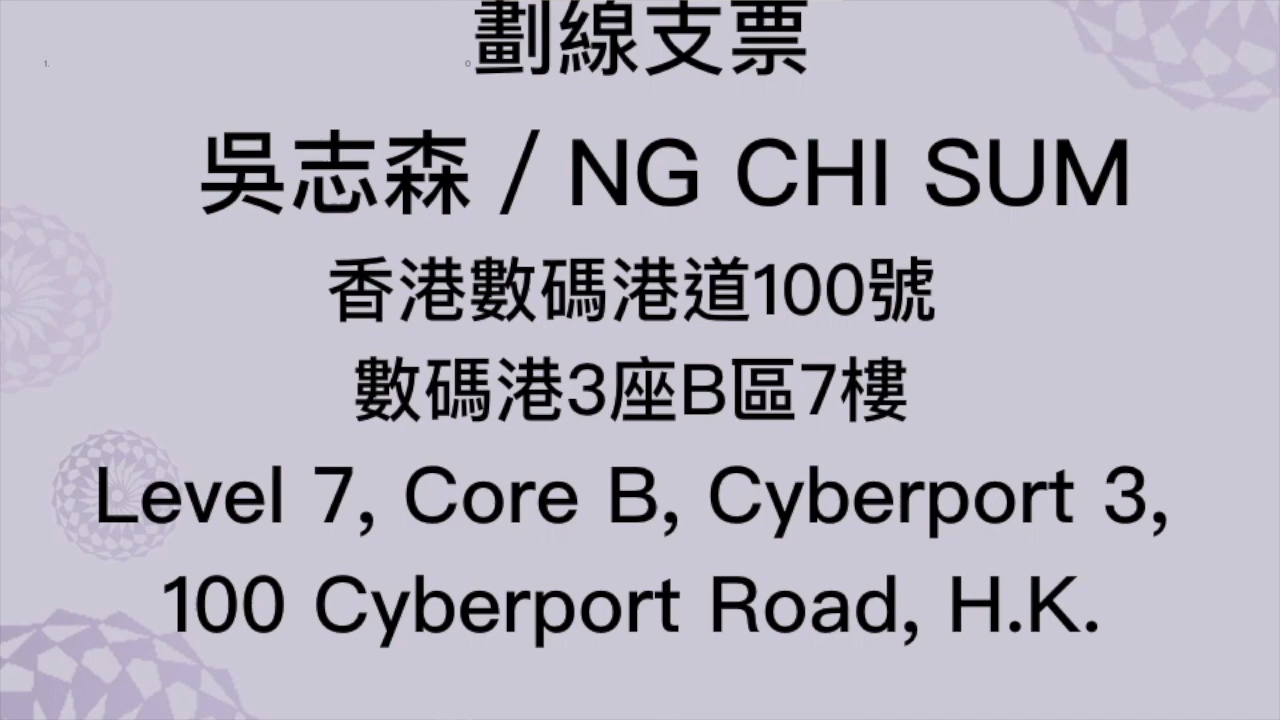 劃線支票
吳志森 / NG CHI SUM
香港數碼港道100號
數碼港3座B區7樓
Level 7, Core B, Cyberport 3,
100 Cyberport Road, H.K.